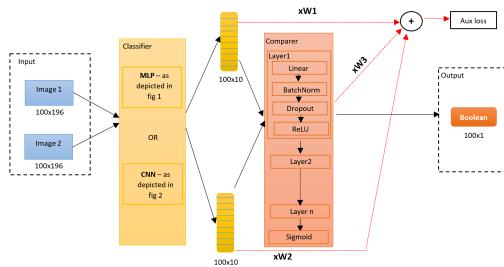 Input
Image 1
100x196
Image 2
100x196
Classifier
MLP – as
depicted in
fig 1
OR
CNN – as
depicted in
fig 2
100x10
100x10
xW1
xW2
xW3
Comparer
Layer1
Linear
BatchNorm
Dropout
ReLU
Layer2
Layer n
Sigmoid
+
Aux loss
Output
Boolean
100x1